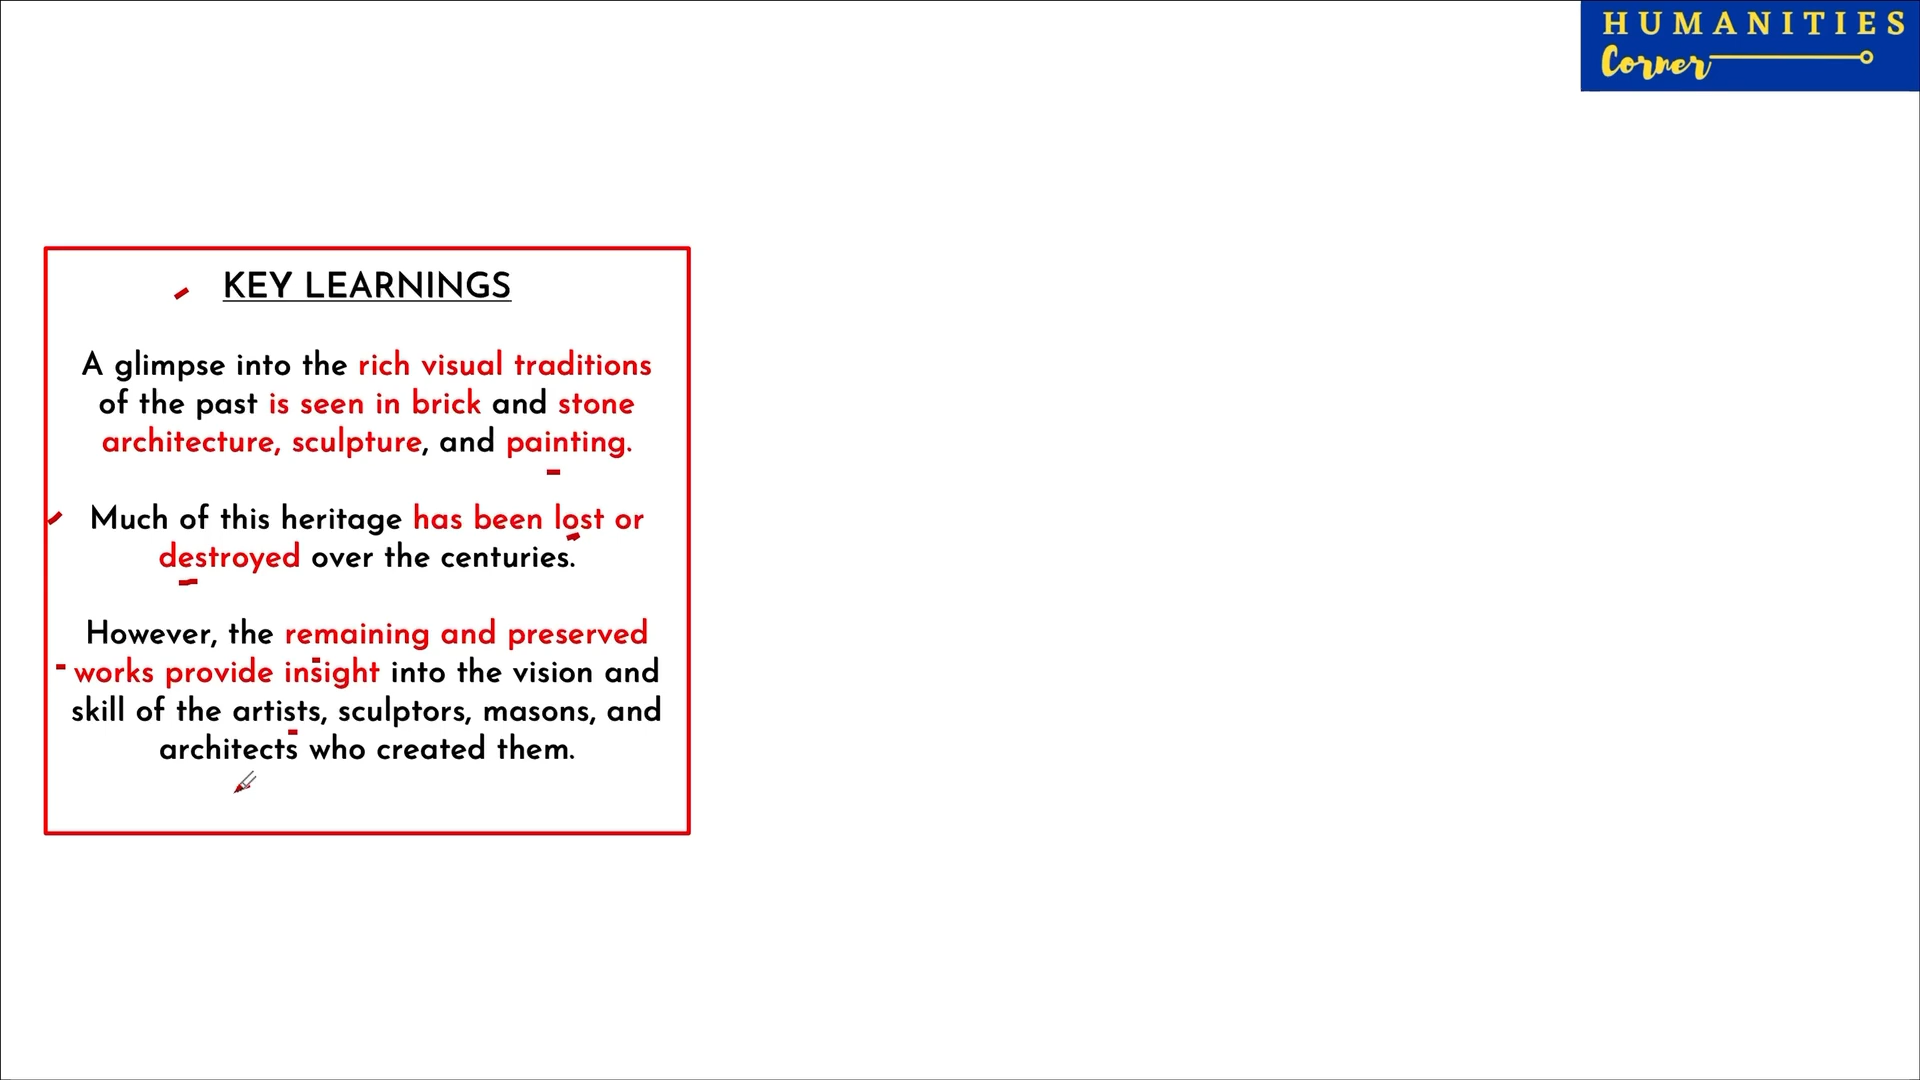 HUMANITIES
Corner
KEY LEARNINGS
A glimpse into the rich visual traditions
of the past is seen in brick and stone
architecture, sculpture, and painting.
Much of this heritage has been lost or
destroyed over the centuries.
However, the remaining and preserved
works provide insight into the vision and
skill of the artists, sculptors, masons, and
architects who created them.